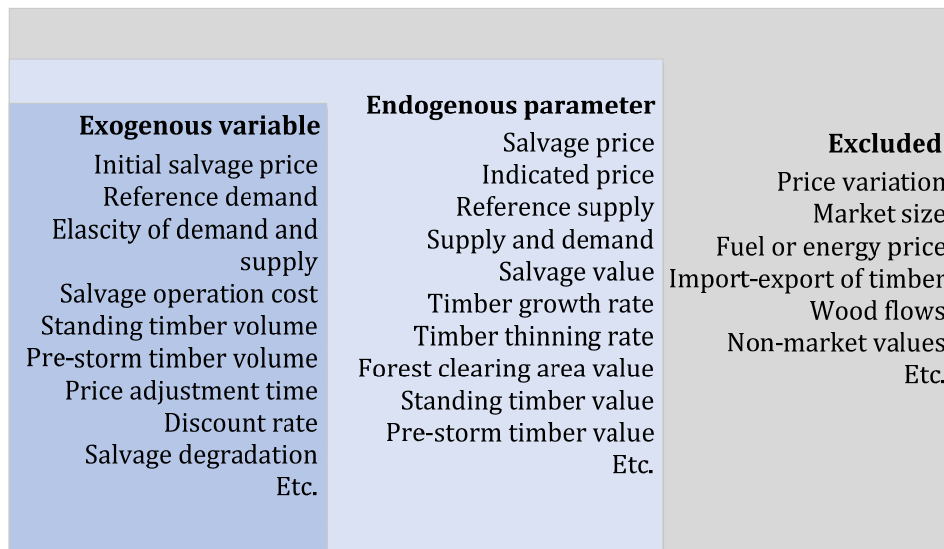 Exogenous variable
Initial salvage price
Reference demand
Elascity of demand and
supply
Salvage operation cost
Standing timber volume
Pre-storm timber volume
Price adjustment time
Discount rate
Salvage degradation
Etc.
Endogenous parameter
Salvage price
Indicated price
Reference supply
Supply and demand
Salvage value
Timber growth rate
Timber thinning rate
Forest clearing area value
Standing timber value
Pre-storm timber value
Etc.
Excluded
Price variation
Market size
Fuel or energy price
Import-export of timber
Wood flows
Non-market values
Etc.